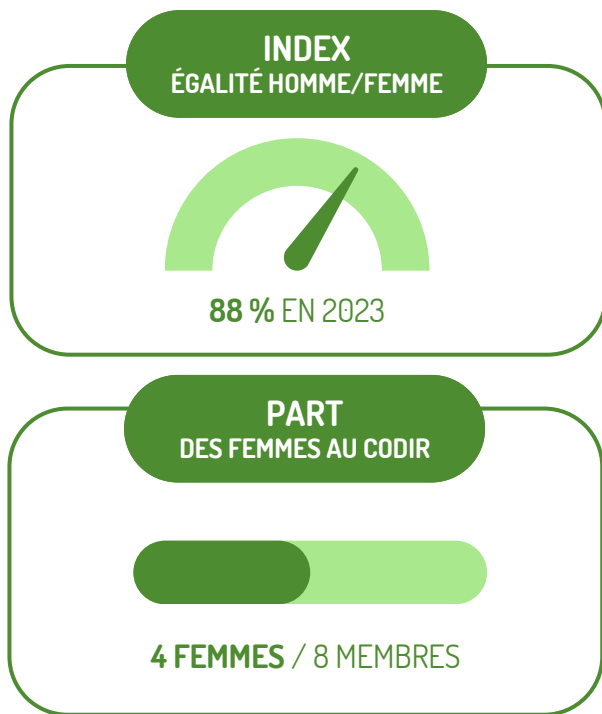 INDEX
ÉGALITÉ HOMME/FEMME
88 % EN 2023
PART
DES FEMMES AU CODIR
4 FEMMES / 8 MEMBRES